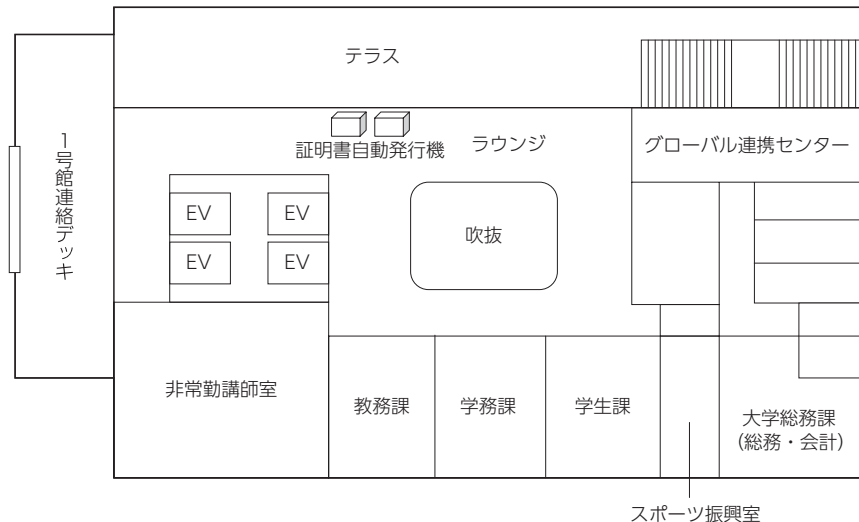 テラス
1号館連絡デッキ
証明書自動発行機
ラウンジ
グローバル連携センター
EV
EV
吹抜
EV
EV
非常勤講師室
教務課
学務課
学生課
大学総務課
(総務・会計)
スポーツ振興室